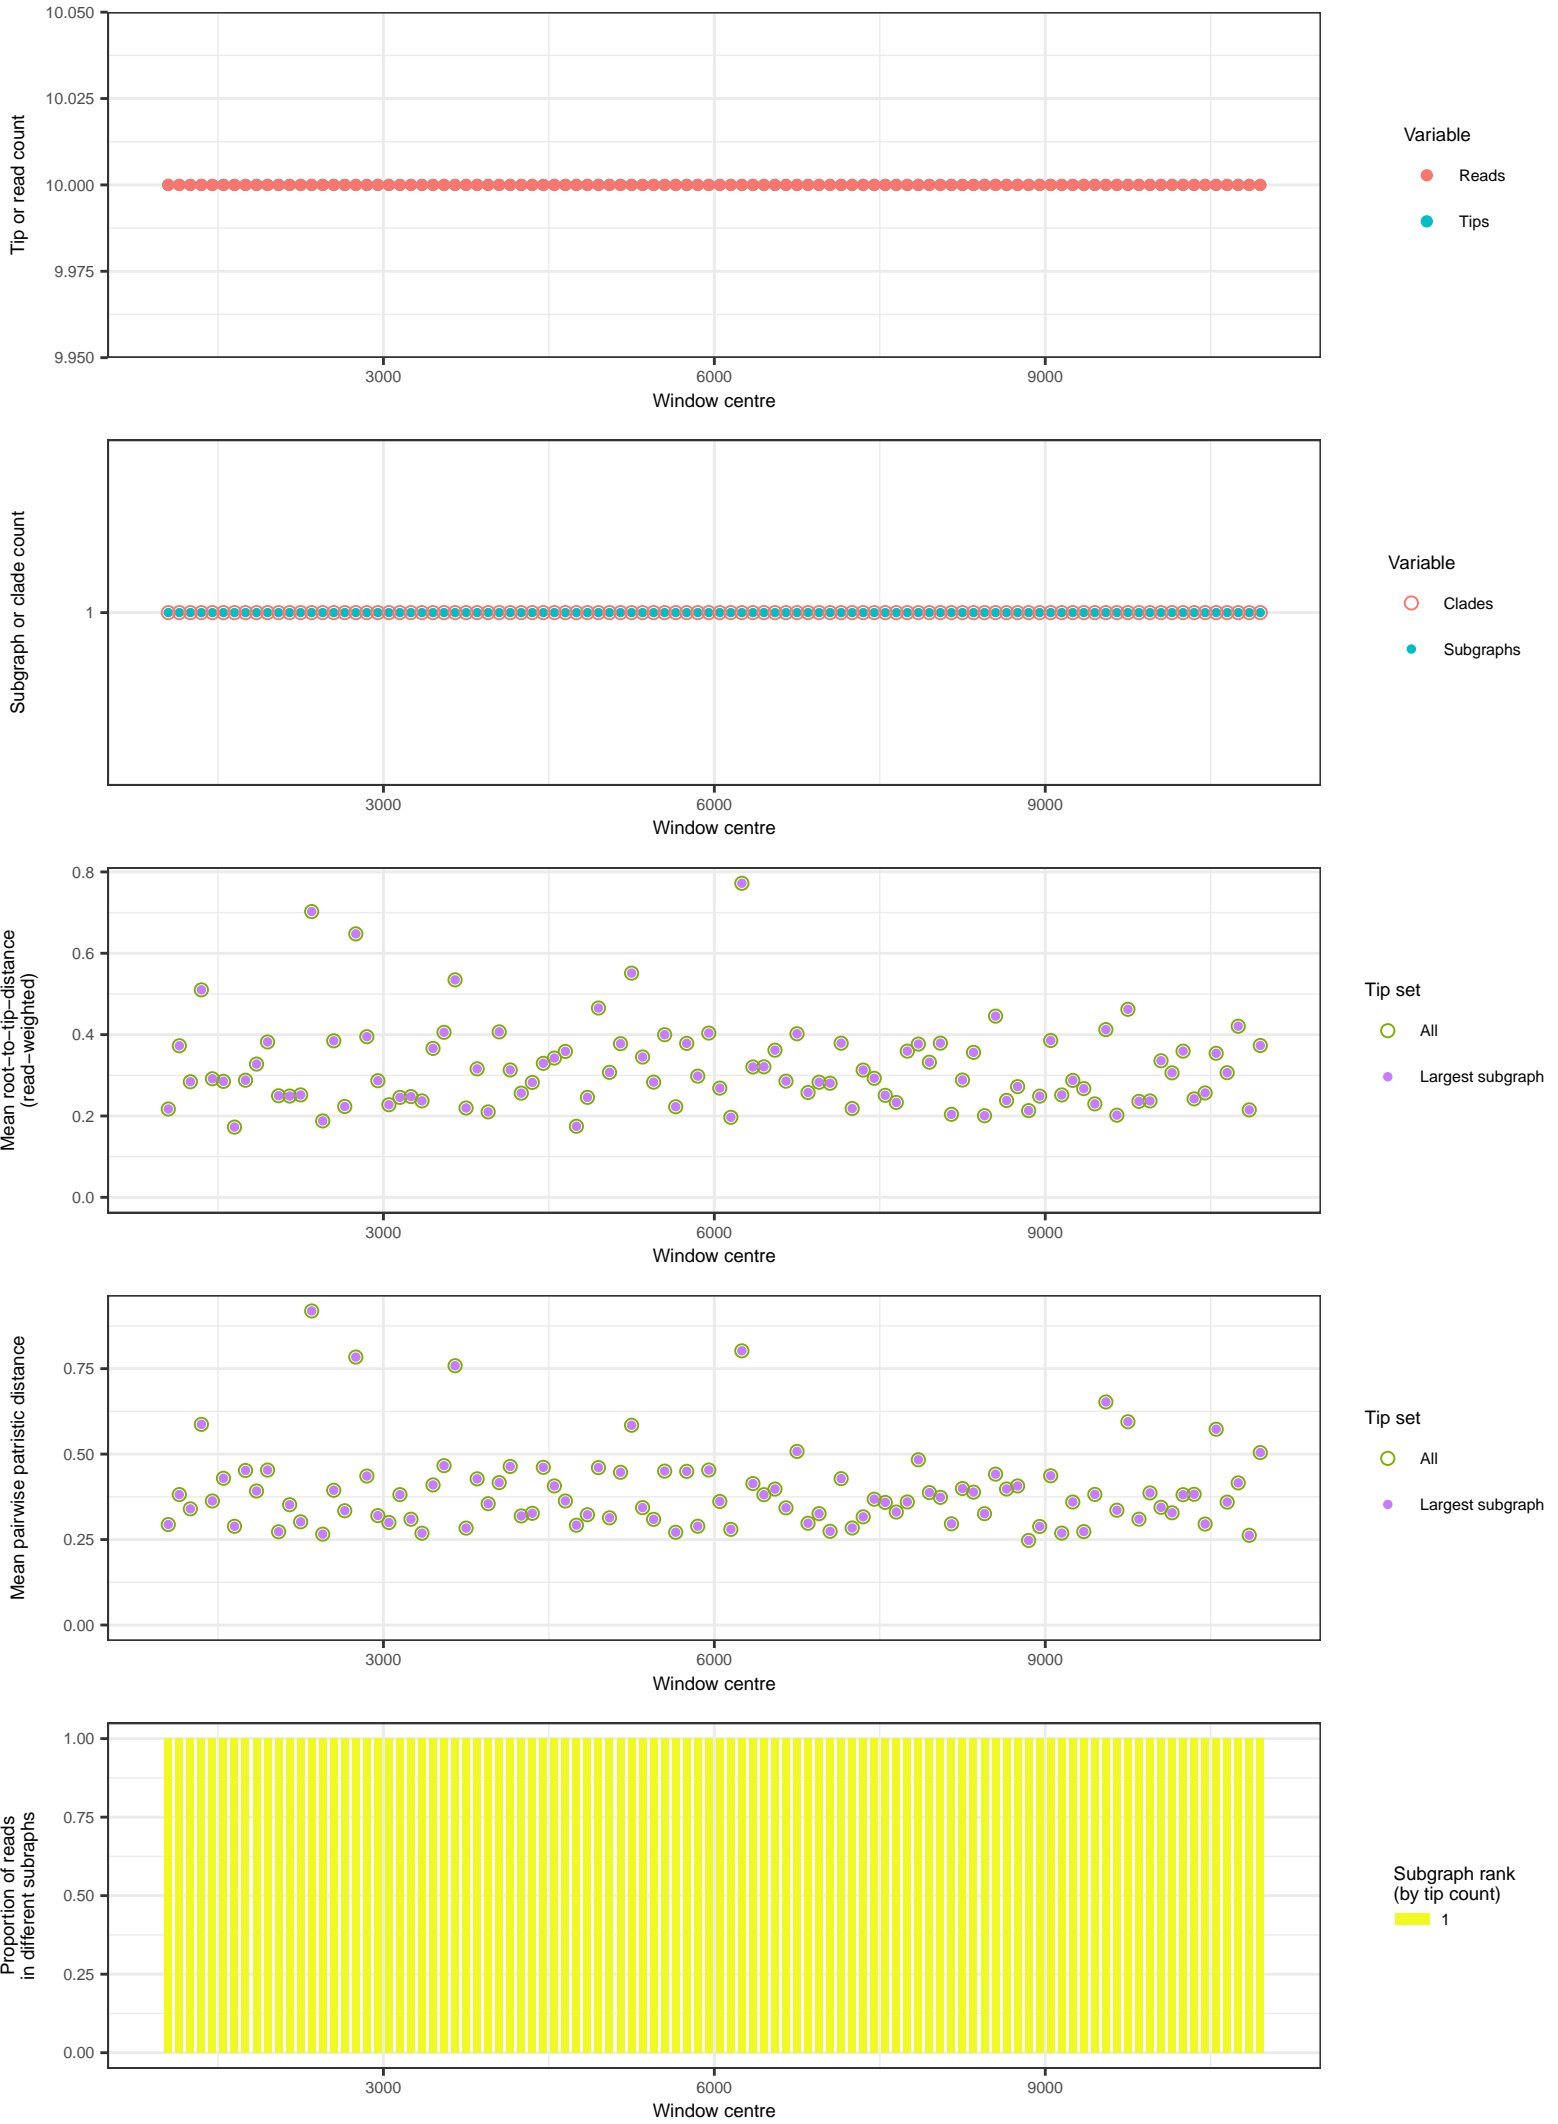 10.050
10.025
10.000
9.975
9.950
Tip or read count
3000 6000 9000
Window centre
Variable
Reads
Tips
1
Subgraph or clade count
3000 6000 9000
Window centre
Variable
Clades
Subgraphs
0.8
0.6
0.4
0.2
0.0
Mean root−to−tip−distance
(read−weighted)
3000 6000 9000
Window centre
Tip set
All
Largest subgraph
0.75
0.50
0.25
0.00
Mean pairwise patristic distance
3000 6000 9000
Window centre
Tip set
All
Largest subgraph
1.00
0.75
0.50
0.25
0.00
Proportion of reads
in different subraphs
3000 6000 9000
Window centre
Subgraph rank
(by tip count)
1